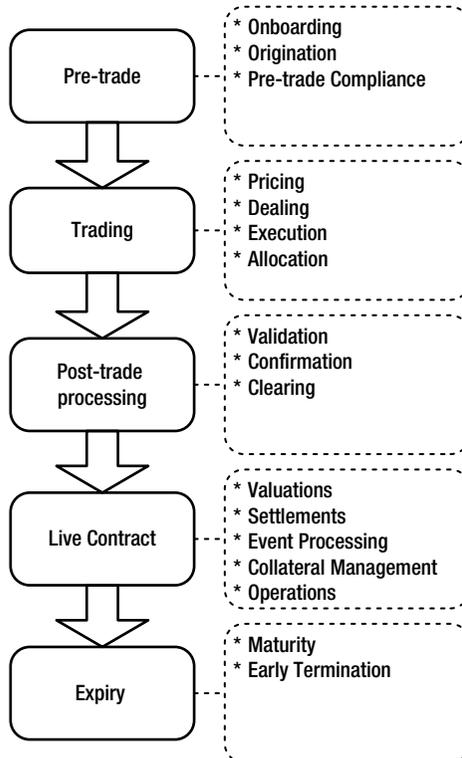 Pre-trade
* Onboarding
* Origination
* Pre-trade Compliance
Trading
* Pricing
* Dealing
* Execution
* Allocation
Post-trade
processing
* Validation
* Confirmation
* Clearing
Live Contract
* Valuations
* Settlements
* Event Processing
* Collateral Management
* Operations
Expiry
* Maturity
* Early Termination